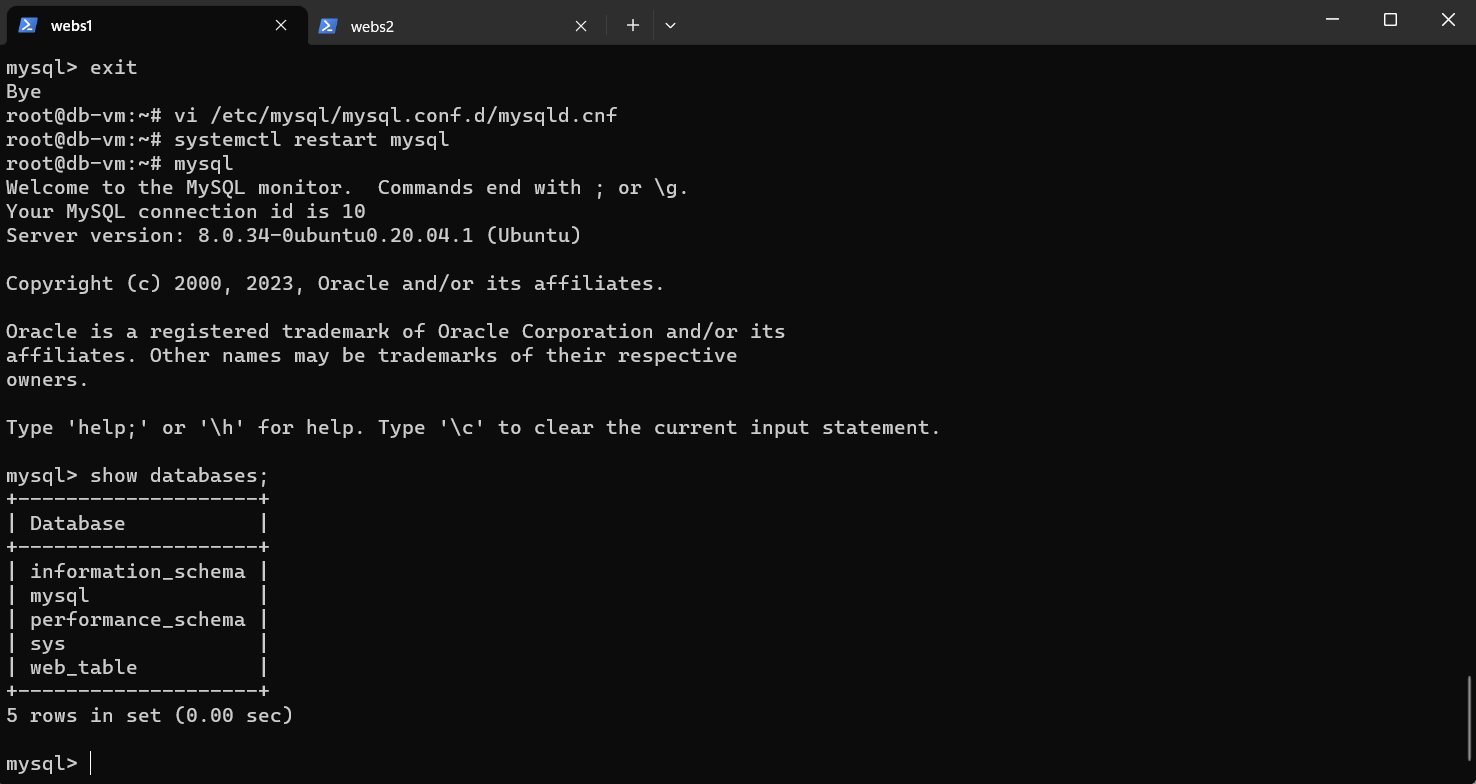 webs1
webs2
mysql> exit
Bye
root@db-vm:~# vi /etc/mysql/mysql.conf.d/mysqld.cnf
root@db-vm:~# systemctl restart mysql
root@db-vm:~# mysql
Welcome to the MySQL monitor.  Commands end with ; or \g.
Your MySQL connection id is 10
Server version: 8.0.34-0ubuntu0.20.04.1 (Ubuntu)

Copyright (c) 2000, 2023, Oracle and/or its affiliates.

Oracle is a registered trademark of Oracle Corporation and/or its
affiliates. Other names may be trademarks of their respective
owners.

Type 'help;' or '\h' for help. Type '\c' to clear the current input statement.

mysql> show databases;
+--------------------+
| Database           |
+--------------------+
| information_schema |
| mysql              |
| performance_schema |
| sys                |
| web_table          |
+--------------------+
5 rows in set (0.00 sec)

mysql>